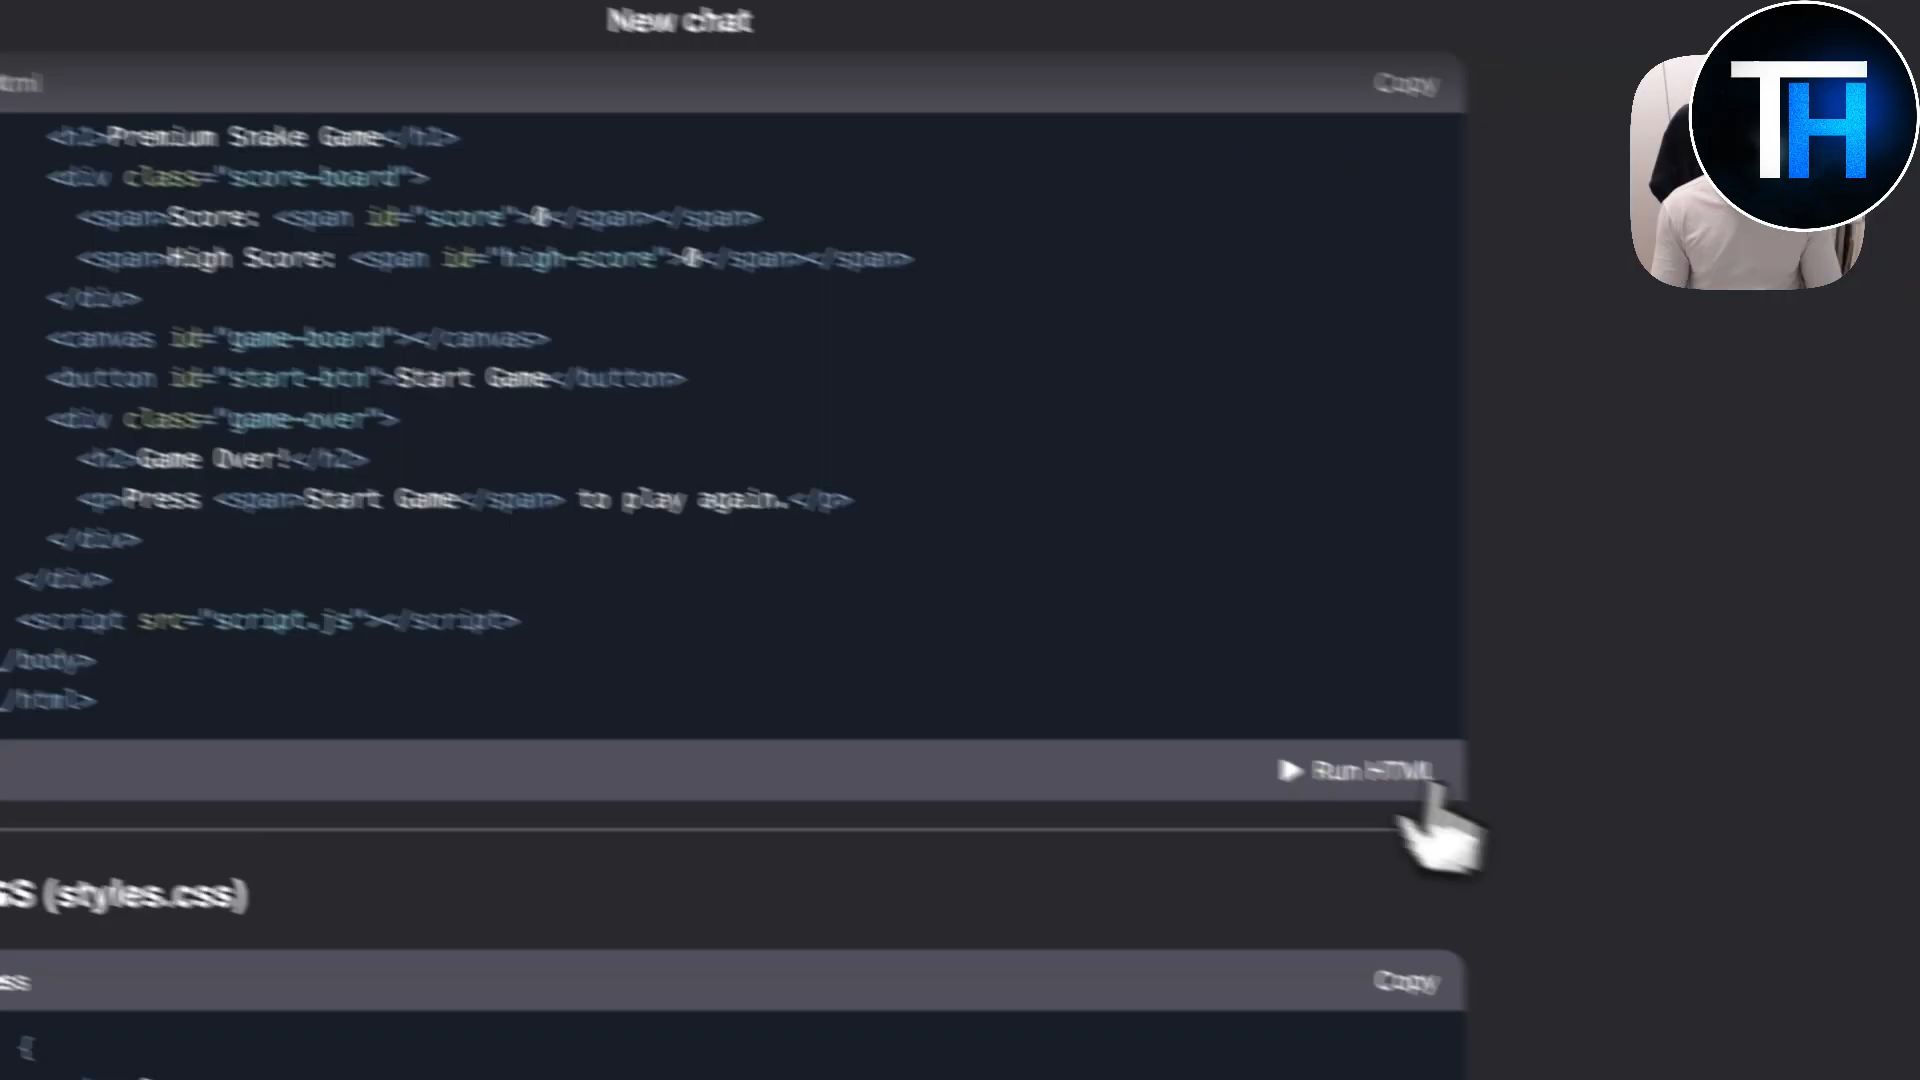 New chat
tml
Copy
TH
<h1>Premium Snake Game</h1>
<div class="score-board">
<span>Score: <span id="score">0</span></span>
<span>High Score: <span id="high-score">0</span></span>
</div>
<canvas id="game-board"></canvas>
<button id="start-btn">Start Game</button>
<div class="game-over">
<h2>Game Over!</h2>
<p>Press <span>Start Game</span> to play again.</p>
</div>
</div>
<script src="script.js"></script>
/body>
/html>
Run HTML
SS (styles.css)
ss
Copy
{